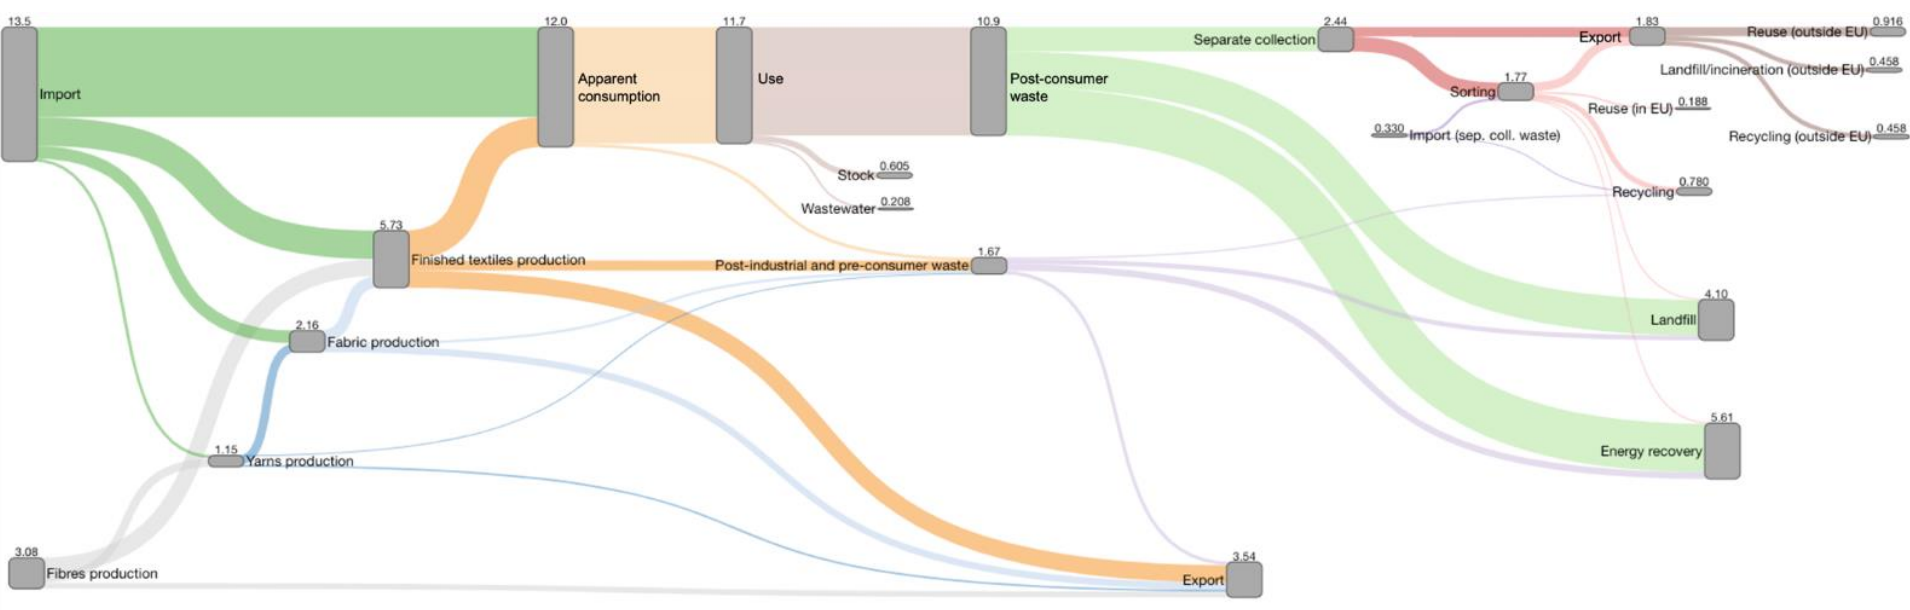 13.5
Import
12.0
Apparent
consumption
11.7
Use
10.9
Post-consumer
waste
2.44
Separate collection
1.83
Export
0.916
Reuse (outside EU)
0.458
Landfill/incineration (outside EU)
1.77
Sorting
0.188
Reuse (in EU)
0.330
Import (sep. coll. waste)
0.458
Recycling (outside EU)
0.605
Stock
0.780
Recycling
0.208
Wastewater
5.73
Finished textiles production
1.67
Post-industrial and pre-consumer waste
4.10
Landfill
2.16
Fabric production
5.61
Energy recovery
1.15
Yarns production
3.08
Fibres production
3.54
Export